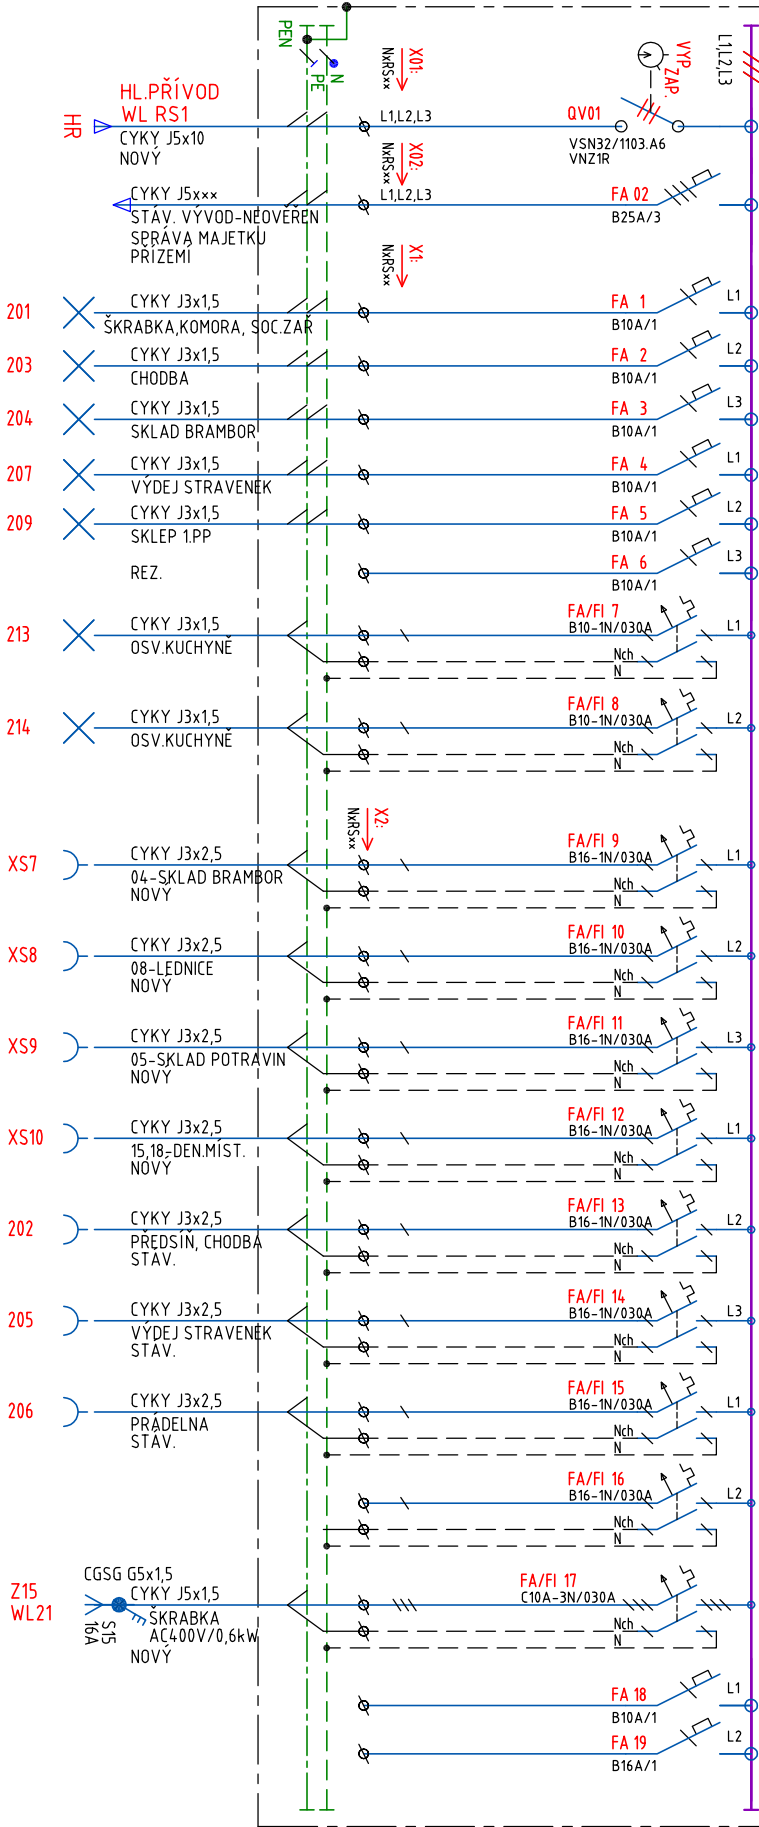 PEN
PE
N
X01:
NxRS××
VYP.
ZAP.
L1,L2,L3
HR
HL.PŘÍVOD
WL RS1
CYKY J5x10
NOVÝ
L1,L2,L3
QV01
VSN32/1103.A6
VNZ1R
X02:
NxRS××
CYKY J5x××
STÁV. VÝVOD-NEOVĚŘEN
SPRÁVA MAJETKU
PŘÍZEMÍ
L1,L2,L3
FA 02
B25A/3
X1:
NxRS××
201
CYKY J3x1,5
ŠKRABKA,KOMORA, SOC.ZAŘ
FA 1
B10A/1
L1
203
CYKY J3x1,5
CHODBA
FA 2
B10A/1
L2
204
CYKY J3x1,5
SKLAD BRAMBOR
FA 3
B10A/1
L3
207
CYKY J3x1,5
VÝDEJ STRAVENEK
FA 4
B10A/1
L1
209
CYKY J3x1,5
SKLEP 1.PP
FA 5
B10A/1
L2
REZ.
FA 6
B10A/1
L3
213
CYKY J3x1,5
OSV.KUCHYNĚ
FA/FI 7
B10-1N/030A
Nch
N
L1
214
CYKY J3x1,5
OSV.KUCHYNĚ
FA/FI 8
B10-1N/030A
Nch
N
L2
X2:
NxRS××
XS7
CYKY J3x2,5
04-SKLAD BRAMBOR
NOVÝ
FA/FI 9
B16-1N/030A
Nch
N
L1
XS8
CYKY J3x2,5
08-LEDNICE
NOVÝ
FA/FI 10
B16-1N/030A
Nch
N
L2
XS9
CYKY J3x2,5
05-SKLAD POTRAVIN
NOVÝ
FA/FI 11
B16-1N/030A
Nch
N
L3
XS10
CYKY J3x2,5
15,18-DEN.MÍST.
NOVÝ
FA/FI 12
B16-1N/030A
Nch
N
L1
202
CYKY J3x2,5
PŘEDSÍŇ, CHODBA
STÁV.
FA/FI 13
B16-1N/030A
Nch
N
L2
205
CYKY J3x2,5
VÝDEJ STRAVENEK
STÁV.
FA/FI 14
B16-1N/030A
Nch
N
L3
206
CYKY J3x2,5
PRÁDELNA
STÁV.
FA/FI 15
B16-1N/030A
Nch
N
L1
FA/FI 16
B16-1N/030A
Nch
N
L2
Z15
WL21
CGSG G5x1,5
S15
16A
CYKY J5x1,5
ŠKRABKA
AC400V/0,6kW
NOVÝ
FA/FI 17
C10A-3N/030A
Nch
N
FA 18
B10A/1
L1
FA 19
B16A/1
L2